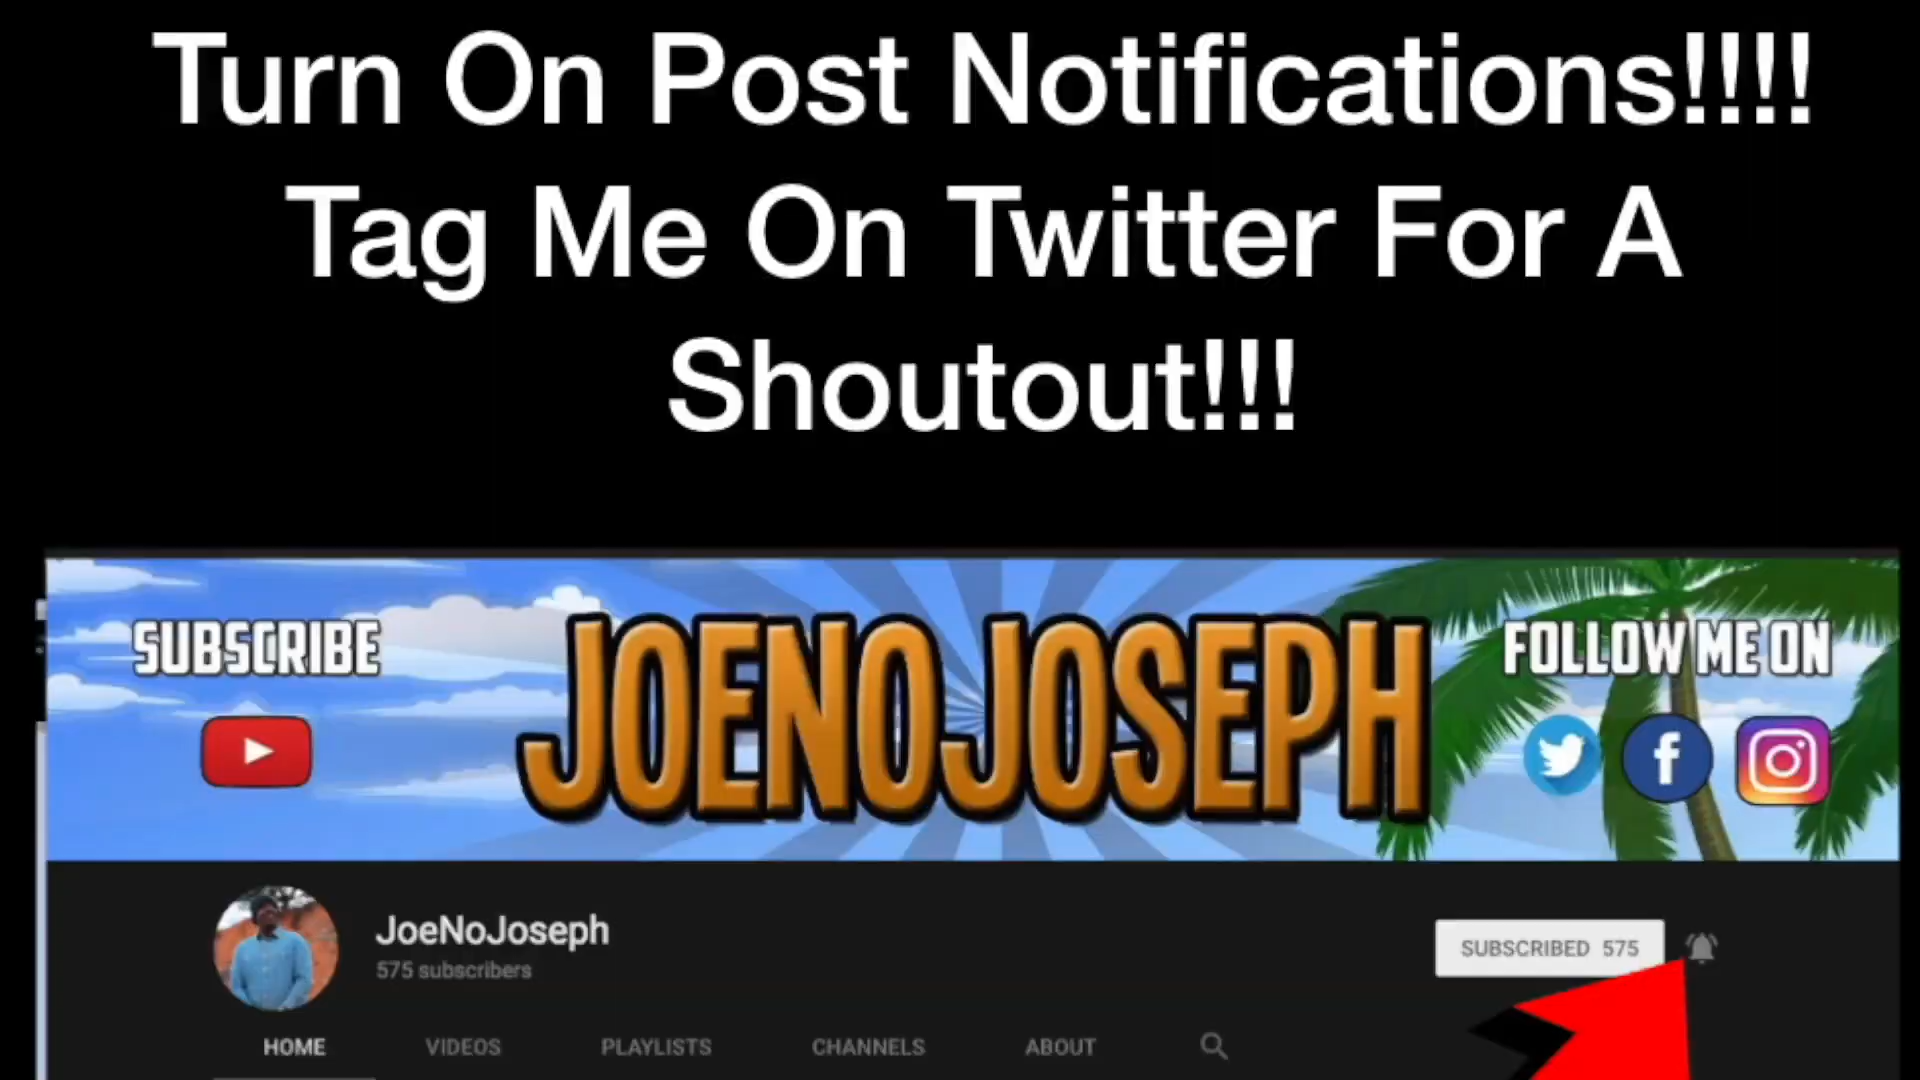 Turn On Post Notifications!!!!
Tag Me On Twitter For A
Shoutout!!!
SUBSCRIBE
JOENOJOSEPH
FOLLOW ME ON
JoeNoJoseph
575 subscribers
SUBSCRIBED 575
HOME VIDEOS PLAYLISTS CHANNELS ABOUT